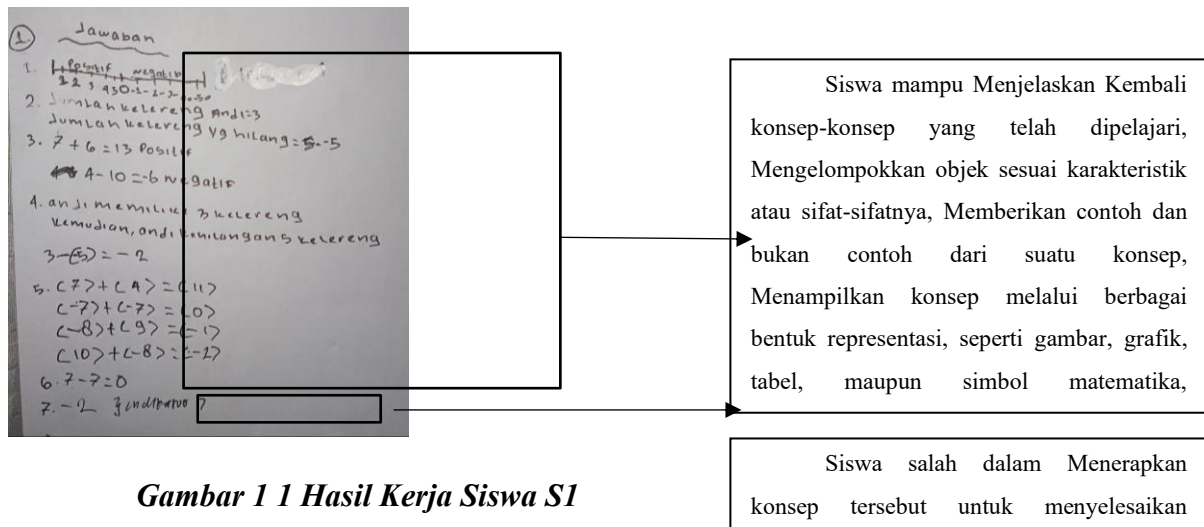 1.
Jawaban
1. Positif negatif
2. Jumlah kelereng Andi=3
Jumlah kelereng yg hilang = -5
3. 7 + 6 = 13 Positif
4 - 10 = -6 Negatif
4. andi memiliki 3 kelereng
kemudian, andi kehilangan 5 kelereng
3-(5) = -2
5. (7)+(4)=(11)
(-7)+(-7)=(0)
(-8)+(9)=(-1)
(10)+(-8)=(-2)
6. 7-7=0
7. -2
Siswa mampu Menjelaskan Kembali
konsep-konsep yang telah dipelajari,
Mengelompokkan objek sesuai karakteristik
atau sifat-sifatnya, Memberikan contoh dan
bukan contoh dari suatu konsep,
Menampilkan konsep melalui berbagai
bentuk representasi, seperti gambar, grafik,
tabel, maupun simbol matematika,
Siswa salah dalam Menerapkan
konsep tersebut untuk menyelesaikan
Gambar 1 1 Hasil Kerja Siswa S1